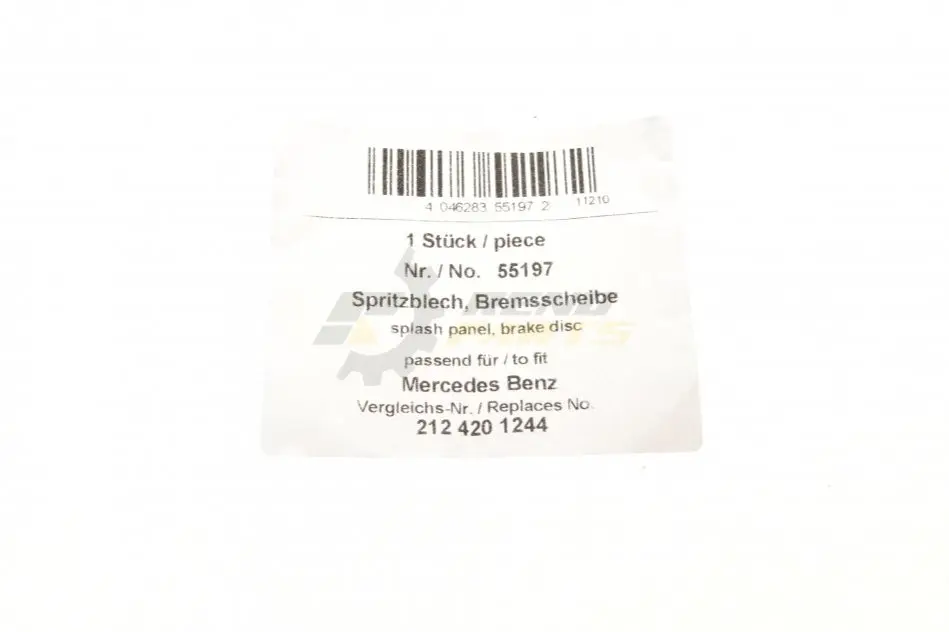 4 046283 55197 2
11210
1 Stück / piece
Nr. / No. 55197
Spritzblech, Bremsscheibe
splash panel, brake disc
passend für / to fit
Mercedes Benz
Vergleichs-Nr. / Replaces No.
212 420 1244